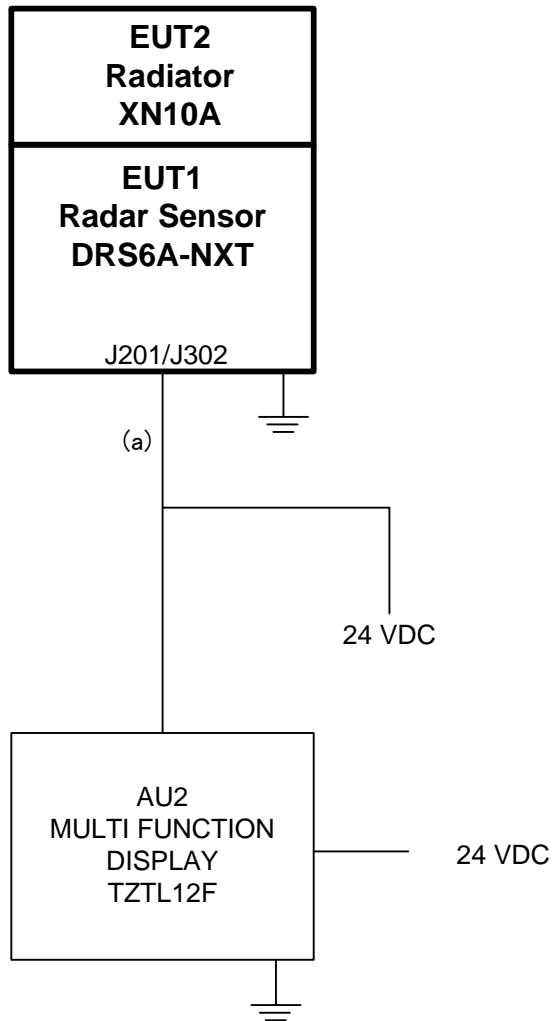 EUT2
Radiator
XN10A
EUT1
Radar Sensor
DRS6A-NXT
J201/J302
(a)
24 VDC
AU2
MULTI FUNCTION
DISPLAY
TZTL12F
24 VDC